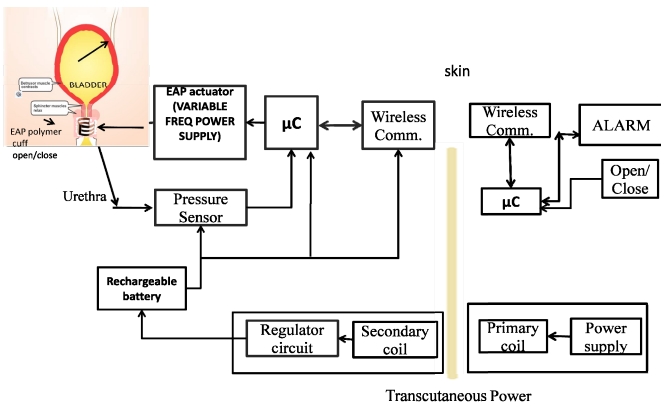 skin
Detrusor muscle
contracts
BLADDER
Sphincter muscles
relax
EAP polymer
cuff
open/close
EAP actuator
(VARIABLE
FREQ POWER
SUPPLY)
µC
Wireless
Comm.
Wireless
Comm.
ALARM
Open/
Close
µC
Urethra
Pressure
Sensor
Rechargeable
battery
Regulator
circuit
Secondary
coil
Primary
coil
Power
supply
Transcutaneous Power